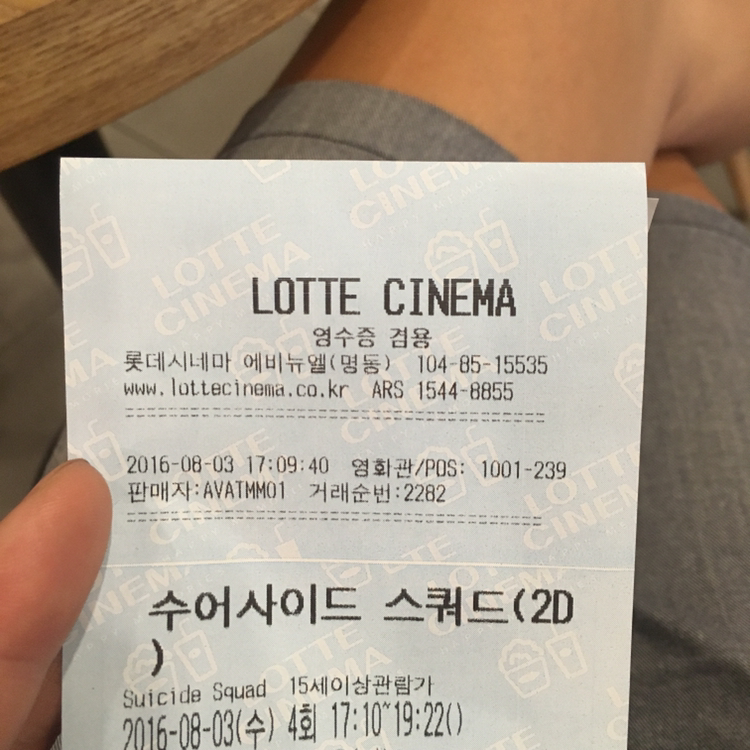 LOTTE CINEMA
영수증 겸용
롯데시네마 에비뉴엘(명동) 104-85-15535
www.lottecinema.co.kr ARS 1544-8855
2016-08-03 17:09:40 영화관/POS: 1001-239
판매자:AVATMM01 거래순번:2282
수어사이드 스쿼드(2D
)
Suicide Squad 15세이상관람가
2016-08-03(수) 4회 17:10~19:22()